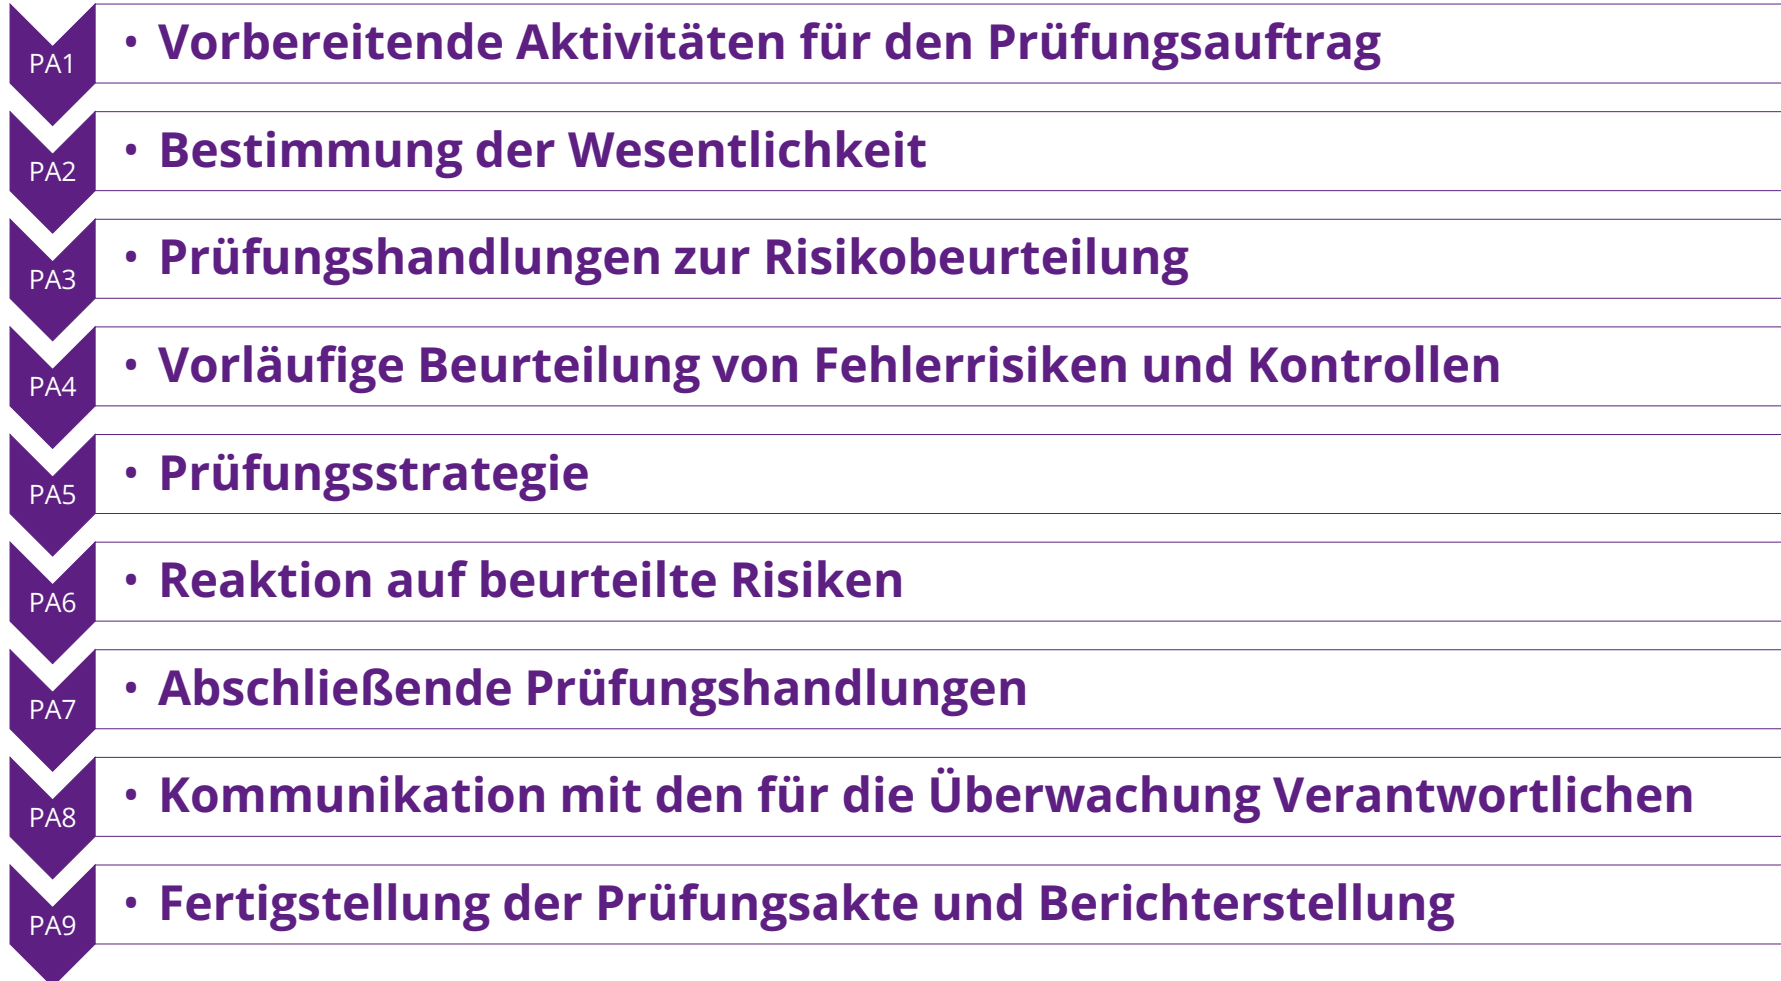 PA1 • Vorbereitende Aktivitäten für den Prüfungsauftrag
PA2 • Bestimmung der Wesentlichkeit
PA3 • Prüfungshandlungen zur Risikobeurteilung
PA4 • Vorläufige Beurteilung von Fehlerrisiken und Kontrollen
PA5 • Prüfungsstrategie
PA6 • Reaktion auf beurteilte Risiken
PA7 • Abschließende Prüfungshandlungen
PA8 • Kommunikation mit den für die Überwachung Verantwortlichen
PA9 • Fertigstellung der Prüfungsakte und Berichterstellung